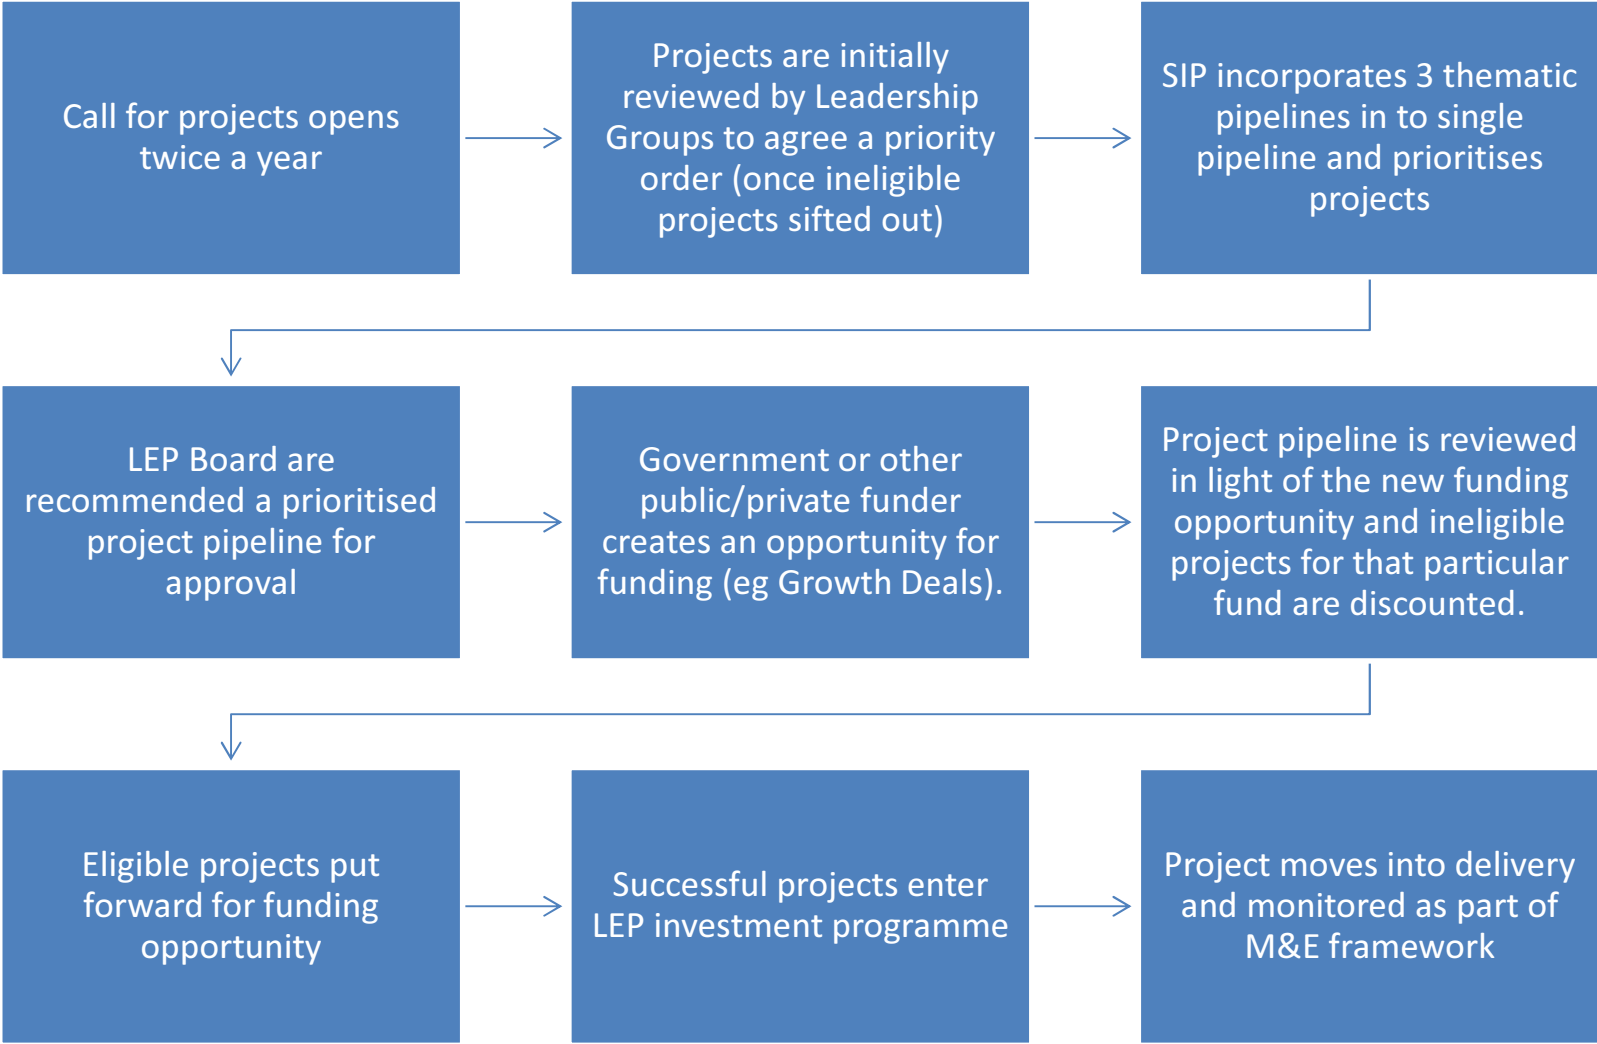 Call for projects opens
twice a year
Projects are initially
reviewed by Leadership
Groups to agree a priority
order (once ineligible
projects sifted out)
SIP incorporates 3 thematic
pipelines in to single
pipeline and prioritises
projects
LEP Board are
recommended a prioritised
project pipeline for
approval
Government or other
public/private funder
creates an opportunity for
funding (eg Growth Deals).
Project pipeline is reviewed
in light of the new funding
opportunity and ineligible
projects for that particular
fund are discounted.
Eligible projects put
forward for funding
opportunity
Successful projects enter
LEP investment programme
Project moves into delivery
and monitored as part of
M&E framework